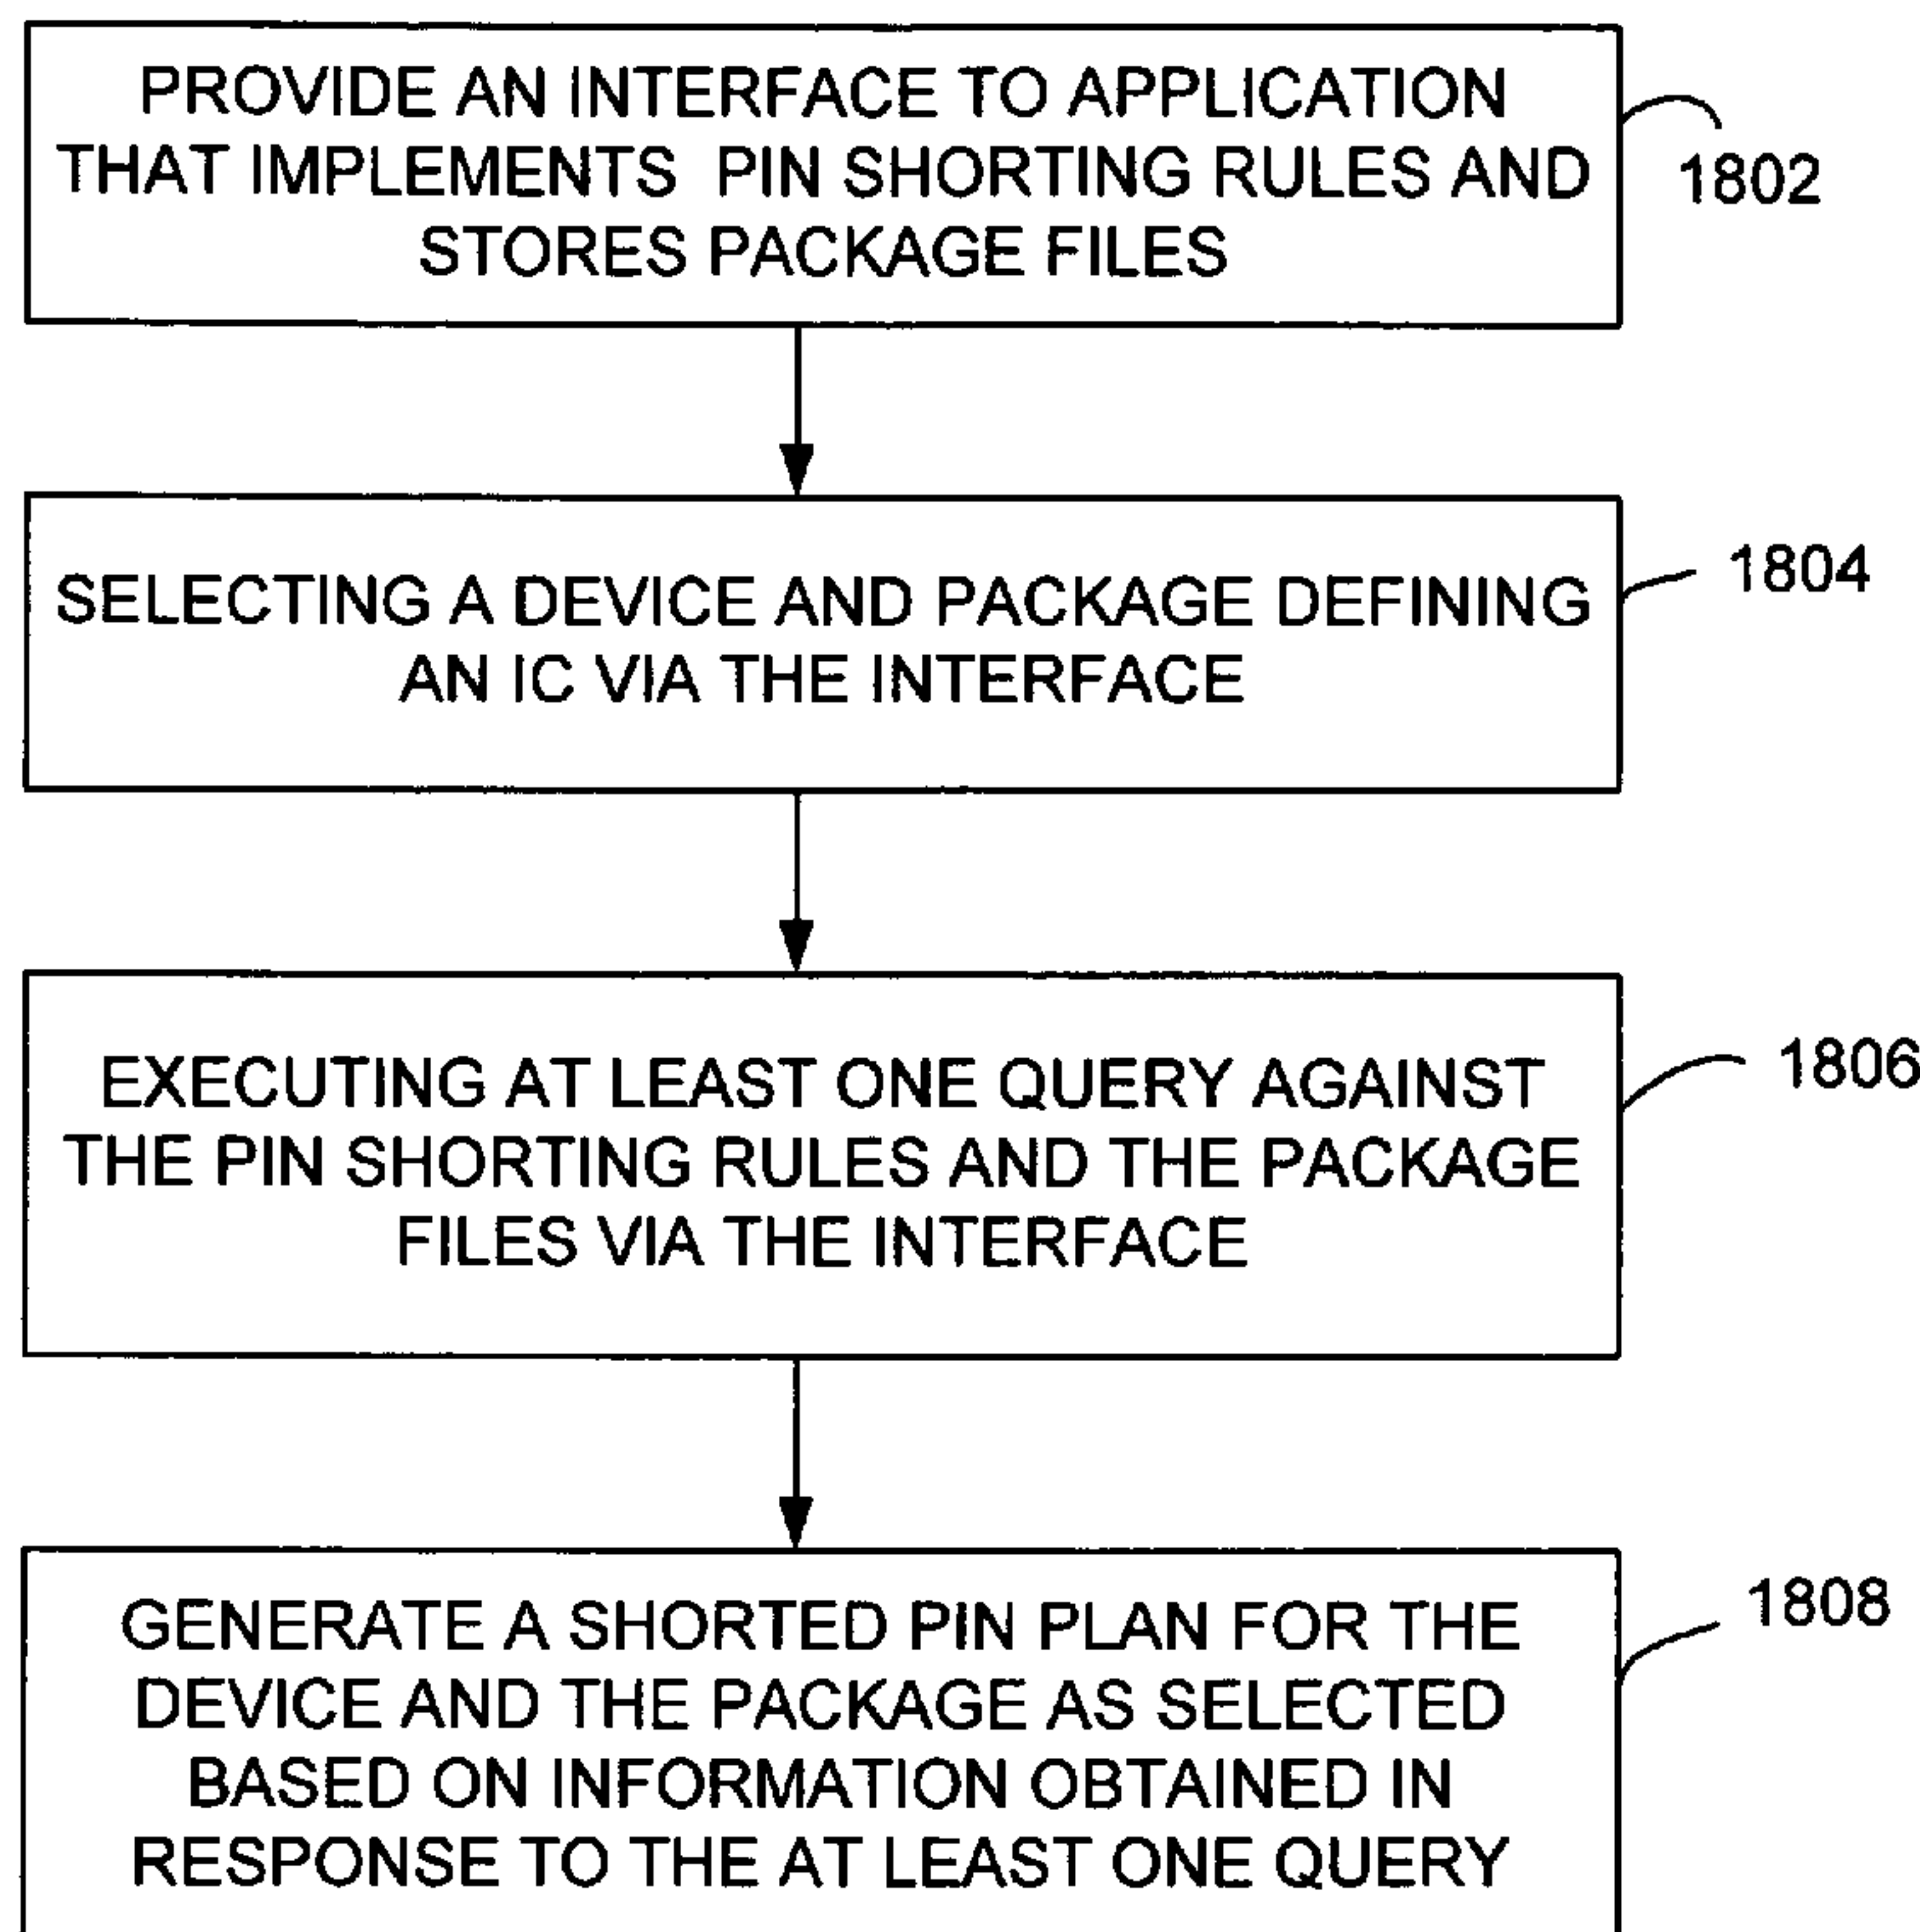 PROVIDE AN INTERFACE TO APPLICATION
THAT IMPLEMENTS PIN SHORTING RULES AND
STORES PACKAGE FILES
1802
SELECTING A DEVICE AND PACKAGE DEFINING
AN IC VIA THE INTERFACE
1804
EXECUTING AT LEAST ONE QUERY AGAINST
THE PIN SHORTING RULES AND THE PACKAGE
FILES VIA THE INTERFACE
1806
GENERATE A SHORTED PIN PLAN FOR THE
DEVICE AND THE PACKAGE AS SELECTED
BASED ON INFORMATION OBTAINED IN
RESPONSE TO THE AT LEAST ONE QUERY
1808